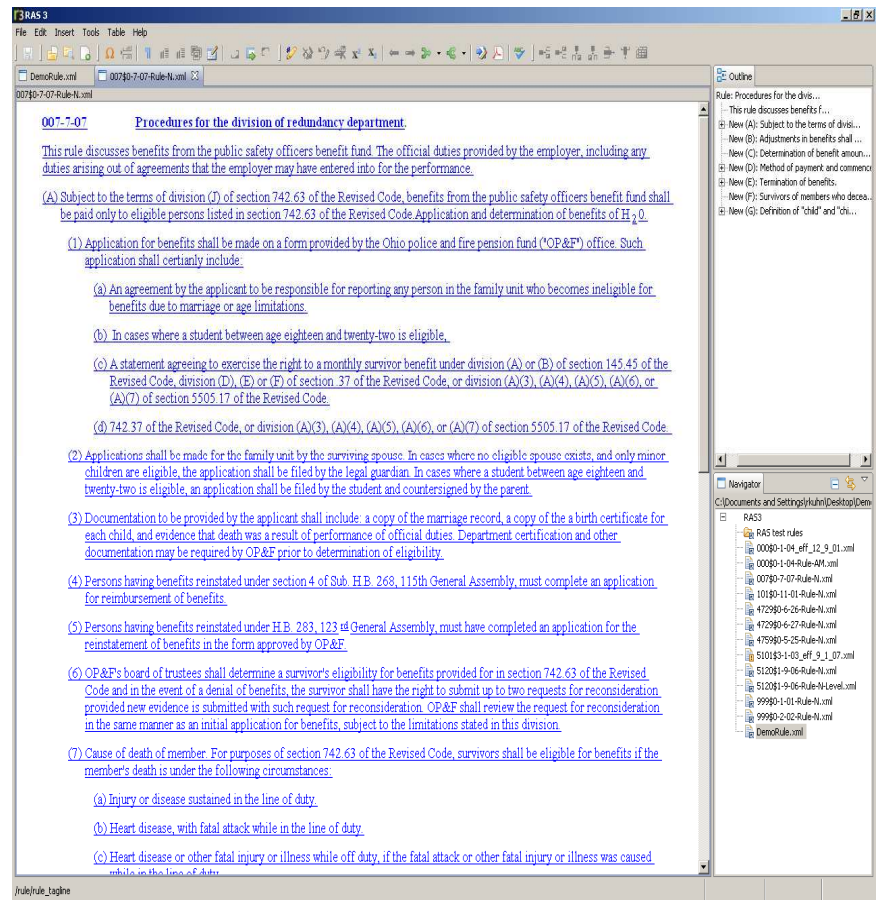 RAS 3
File Edit Insert Tools Table Help
DemoRule.xml 007$0-7-07-Rule-N.xml
007$0-7-07-Rule-N.xml
007-7-07 Procedures for the division of redundancy department.
This rule discusses benefits from the public safety officers benefit fund. The official duties provided by the employer, including any
duties arising out of agreements that the employer may have entered into for the performance.
(A) Subject to the terms of division (J) of section 742.63 of the Revised Code, benefits from the public safety officers benefit fund shall
be paid only to eligible persons listed in section 742.63 of the Revised Code.Application and determination of benefits of H 2 0.
(1) Application for benefits shall be made on a form provided by the Ohio police and fire pension fund ("OP&F") office. Such
application shall certianly include:
(a) An agreement by the applicant to be responsible for reporting any person in the family unit who becomes ineligible for
benefits due to marriage or age limitations.
(b) In cases where a student between age eighteen and twenty-two is eligible,
(c) A statement agreeing to exercise the right to a monthly survivor benefit under division (A) or (B) of section 145.45 of the
Revised Code, division (D), (E) or (F) of section .37 of the Revised Code, or division (A)(3), (A)(4), (A)(5), (A)(6), or
(A)(7) of section 5505.17 of the Revised Code.
(d) 742.37 of the Revised Code, or division (A)(3), (A)(4), (A)(5), (A)(6), or (A)(7) of section 5505.17 of the Revised Code.
(2) Applications shall be made for the family unit by the surviving spouse. In cases where no eligible spouse exists, and only minor
children are eligible, the application shall be filed by the legal guardian. In cases where a student between age eighteen and
twenty-two is eligible, an application shall be filed by the student and countersigned by the parent.
(3) Documentation to be provided by the applicant shall include: a copy of the marriage record, a copy of the a birth certificate for
each child, and evidence that death was a result of performance of official duties. Department certification and other
documentation may be required by OP&F prior to determination of eligibility.
(4) Persons having benefits reinstated under section 4 of Sub. H.B. 268, 115th General Assembly, must complete an application
for reimbursement of benefits.
(5) Persons having benefits reinstated under H.B. 283, 123 rd General Assembly, must have completed an application for the
reinstatement of benefits in the form approved by OP&F.
(6) OP&F's board of trustees shall determine a survivor's eligibility for benefits provided for in section 742.63 of the Revised
Code and in the event of a denial of benefits, the survivor shall have the right to submit up to two requests for reconsideration
provided new evidence is submitted with such request for reconsideration. OP&F shall review the request for reconsideration
in the same manner as an initial application for benefits, subject to the limitations stated in this division.
(7) Cause of death of member. For purposes of section 742.63 of the Revised Code, survivors shall be eligible for benefits if the
member's death is under the following circumstances:
(a) Injury or disease sustained in the line of duty.
(b) Heart disease, with fatal attack while in the line of duty.
(c) Heart disease or other fatal injury or illness while off duty, if the fatal attack or other fatal injury or illness was caused
while in the line of duty
/rule/rule_tagline
Outline
Rule: Procedures for the divis...
This rule discusses benefits f...
New (A): Subject to the terms of divisi...
New (B): Adjustments in benefits shall ...
New (C): Determination of benefit amoun...
New (D): Method of payment and commence
New (E): Termination of benefits.
New (F): Survivors of members who decea...
New (G): Definition of "child" and "chi...
Navigator
C:\Documents and Settings\rkuhn\Desktop\Dem
RAS3
RAS test rules
000$0-1-04_eff_12_9_01.xml
000$0-1-04-Rule-AM.xml
007$0-7-07-Rule-N.xml
101$0-11-01-Rule-N.xml
4729$0-6-26-Rule-N.xml
4729$0-6-27-Rule-N.xml
4759$0-5-25-Rule-N.xml
5101$3-1-03_eff_9_1_07.xml
5120$1-9-06-Rule-N.xml
5120$1-9-06-Rule-N-Level.xml
999$0-1-01-Rule-N.xml
999$0-2-02-Rule-N.xml
DemoRule.xml